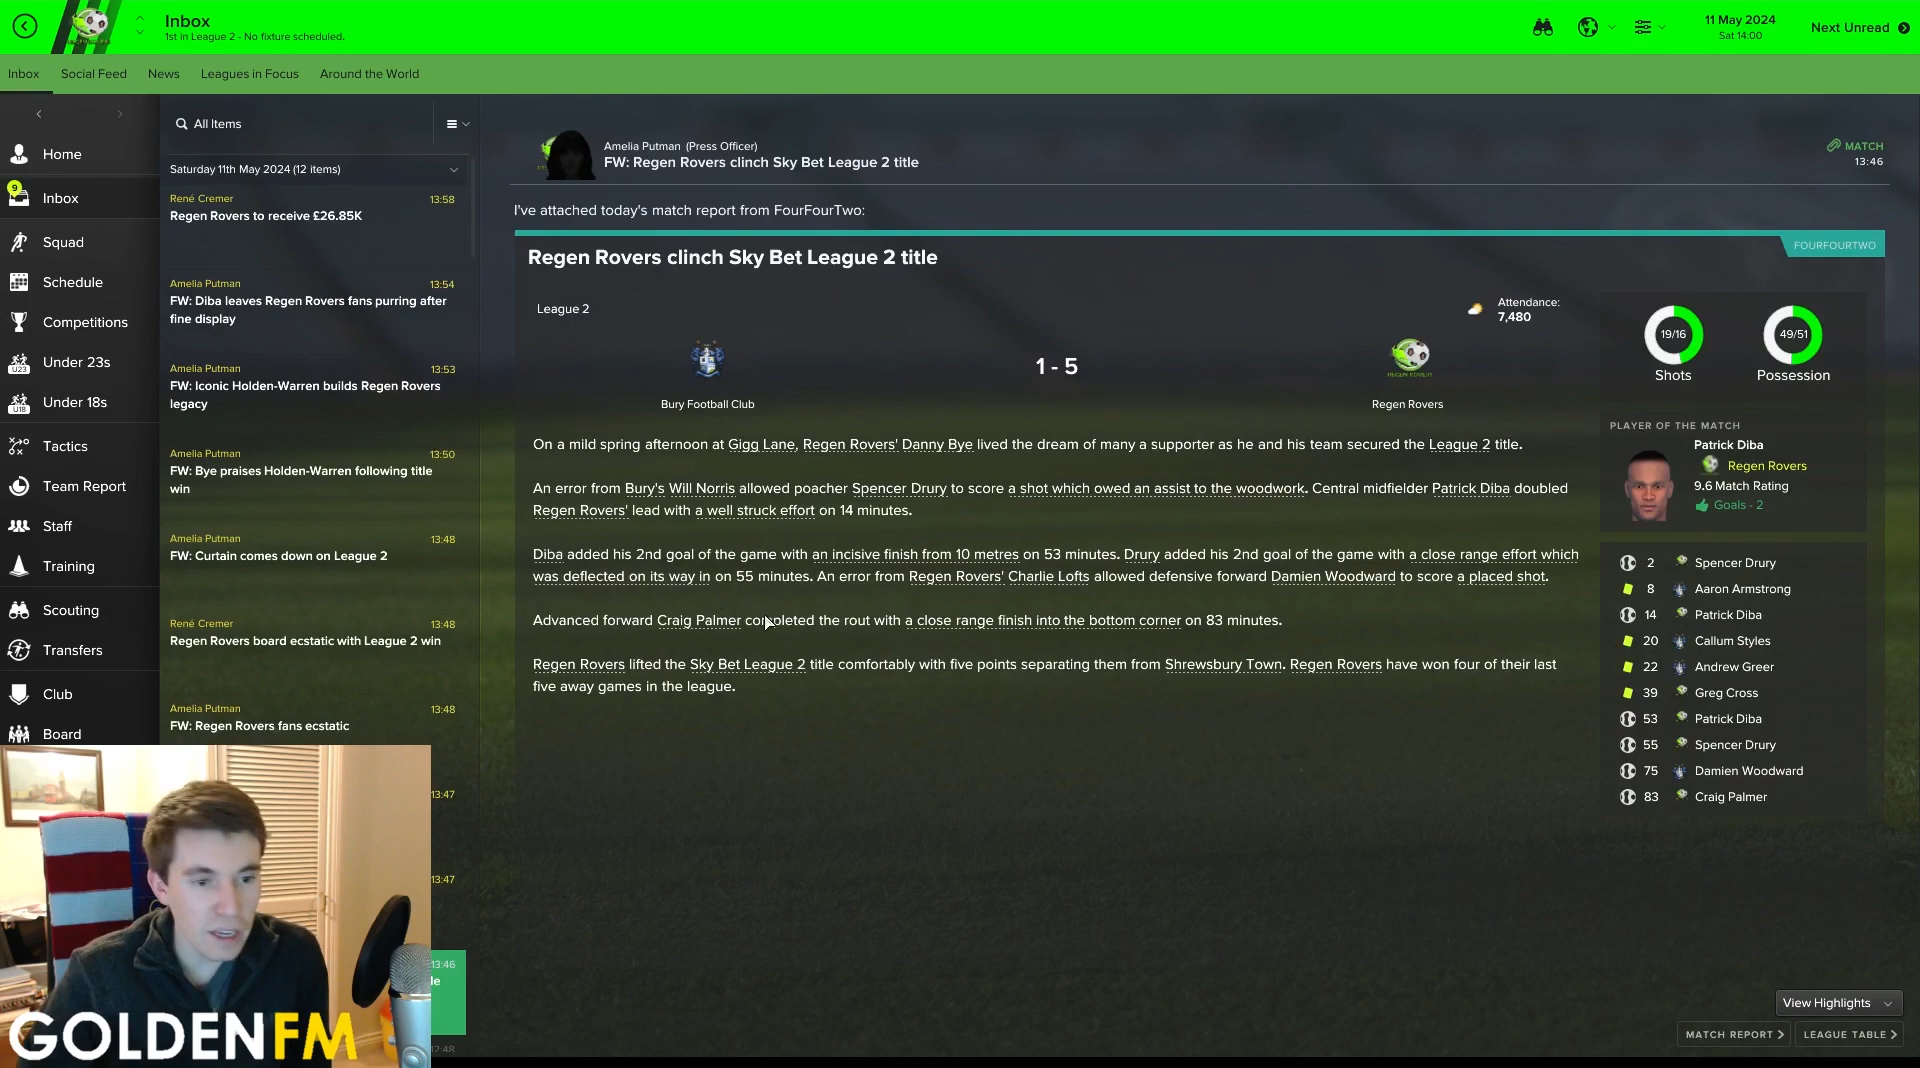 Inbox
1st in League 2 - No fixture scheduled.
11 May 2024
Sat 14:00
Next Unread
Inbox
Social Feed
News
Leagues in Focus
Around the World
Home
9
Inbox
Squad
Schedule
Competitions
U23
Under 23s
U18
Under 18s
Tactics
Team Report
Staff
Training
Scouting
Transfers
Club
Board
All Items
Saturday 11th May 2024 (12 items)
René Cremer 13:58
Regen Rovers to receive £26.85K
Amelia Putman 13:54
FW: Diba leaves Regen Rovers fans purring after
fine display
Amelia Putman 13:53
FW: Iconic Holden-Warren builds Regen Rovers
legacy
Amelia Putman 13:50
FW: Bye praises Holden-Warren following title
win
Amelia Putman 13:48
FW: Curtain comes down on League 2
René Cremer 13:48
Regen Rovers board ecstatic with League 2 win
Amelia Putman 13:48
FW: Regen Rovers fans ecstatic
13:47
13:47
13:46
le
12:48
GOLDENFM
Amelia Putman (Press Officer)
FW: Regen Rovers clinch Sky Bet League 2 title
MATCH
13:46
I've attached today's match report from FourFourTwo:
FOURFOURTWO
Regen Rovers clinch Sky Bet League 2 title
League 2
Attendance:
7,480
1 - 5
Bury Football Club
Regen Rovers
On a mild spring afternoon at Gigg Lane, Regen Rovers' Danny Bye lived the dream of many a supporter as he and his team secured the League 2 title.
An error from Bury's Will Norris allowed poacher Spencer Drury to score a shot which owed an assist to the woodwork. Central midfielder Patrick Diba doubled
Regen Rovers' lead with a well struck effort on 14 minutes.
Diba added his 2nd goal of the game with an incisive finish from 10 metres on 53 minutes. Drury added his 2nd goal of the game with a close range effort which
was deflected on its way in on 55 minutes. An error from Regen Rovers' Charlie Lofts allowed defensive forward Damien Woodward to score a placed shot.
Advanced forward Craig Palmer completed the rout with a close range finish into the bottom corner on 83 minutes.
Regen Rovers lifted the Sky Bet League 2 title comfortably with five points separating them from Shrewsbury Town. Regen Rovers have won four of their last
five away games in the league.
19/16
Shots
49/51
Possession
PLAYER OF THE MATCH
Patrick Diba
Regen Rovers
9.6 Match Rating
Goals - 2
2 Spencer Drury
8 Aaron Armstrong
14 Patrick Diba
20 Callum Styles
22 Andrew Greer
39 Greg Cross
53 Patrick Diba
55 Spencer Drury
75 Damien Woodward
83 Craig Palmer
View Highlights
MATCH REPORT
LEAGUE TABLE